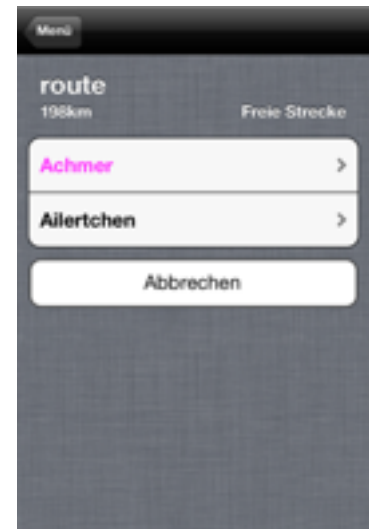 Menü
route
198km Freie Strecke
Achmer
Ailertchen
Abbrechen